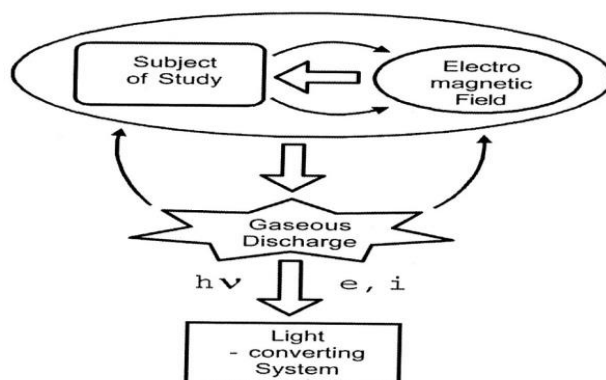 Subject
of Study
Electro
magnetic
Field
Gaseous
Discharge
hν
e, i
Light
- converting
System